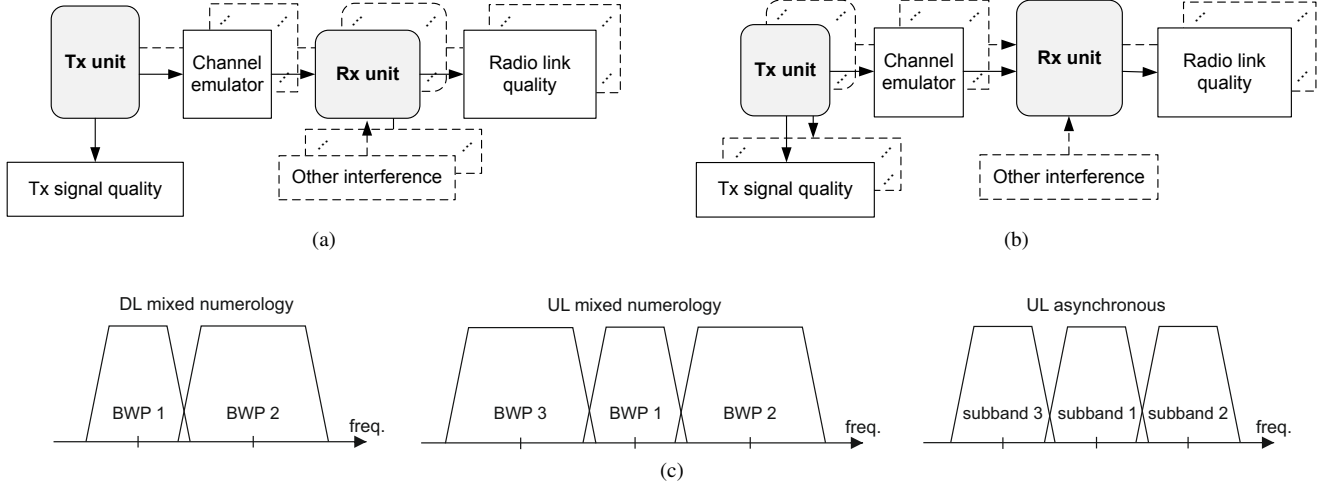 Tx unit
Channel
emulator
Rx unit
Radio link
quality
Tx signal quality
Other interference
(a)
Tx unit
Channel
emulator
Rx unit
Radio link
quality
Tx signal quality
Other interference
(b)
DL mixed numerology
BWP 1
BWP 2
freq.
UL mixed numerology
BWP 3
BWP 1
BWP 2
freq.
UL asynchronous
subband 3
subband 1
subband 2
freq.
(c)